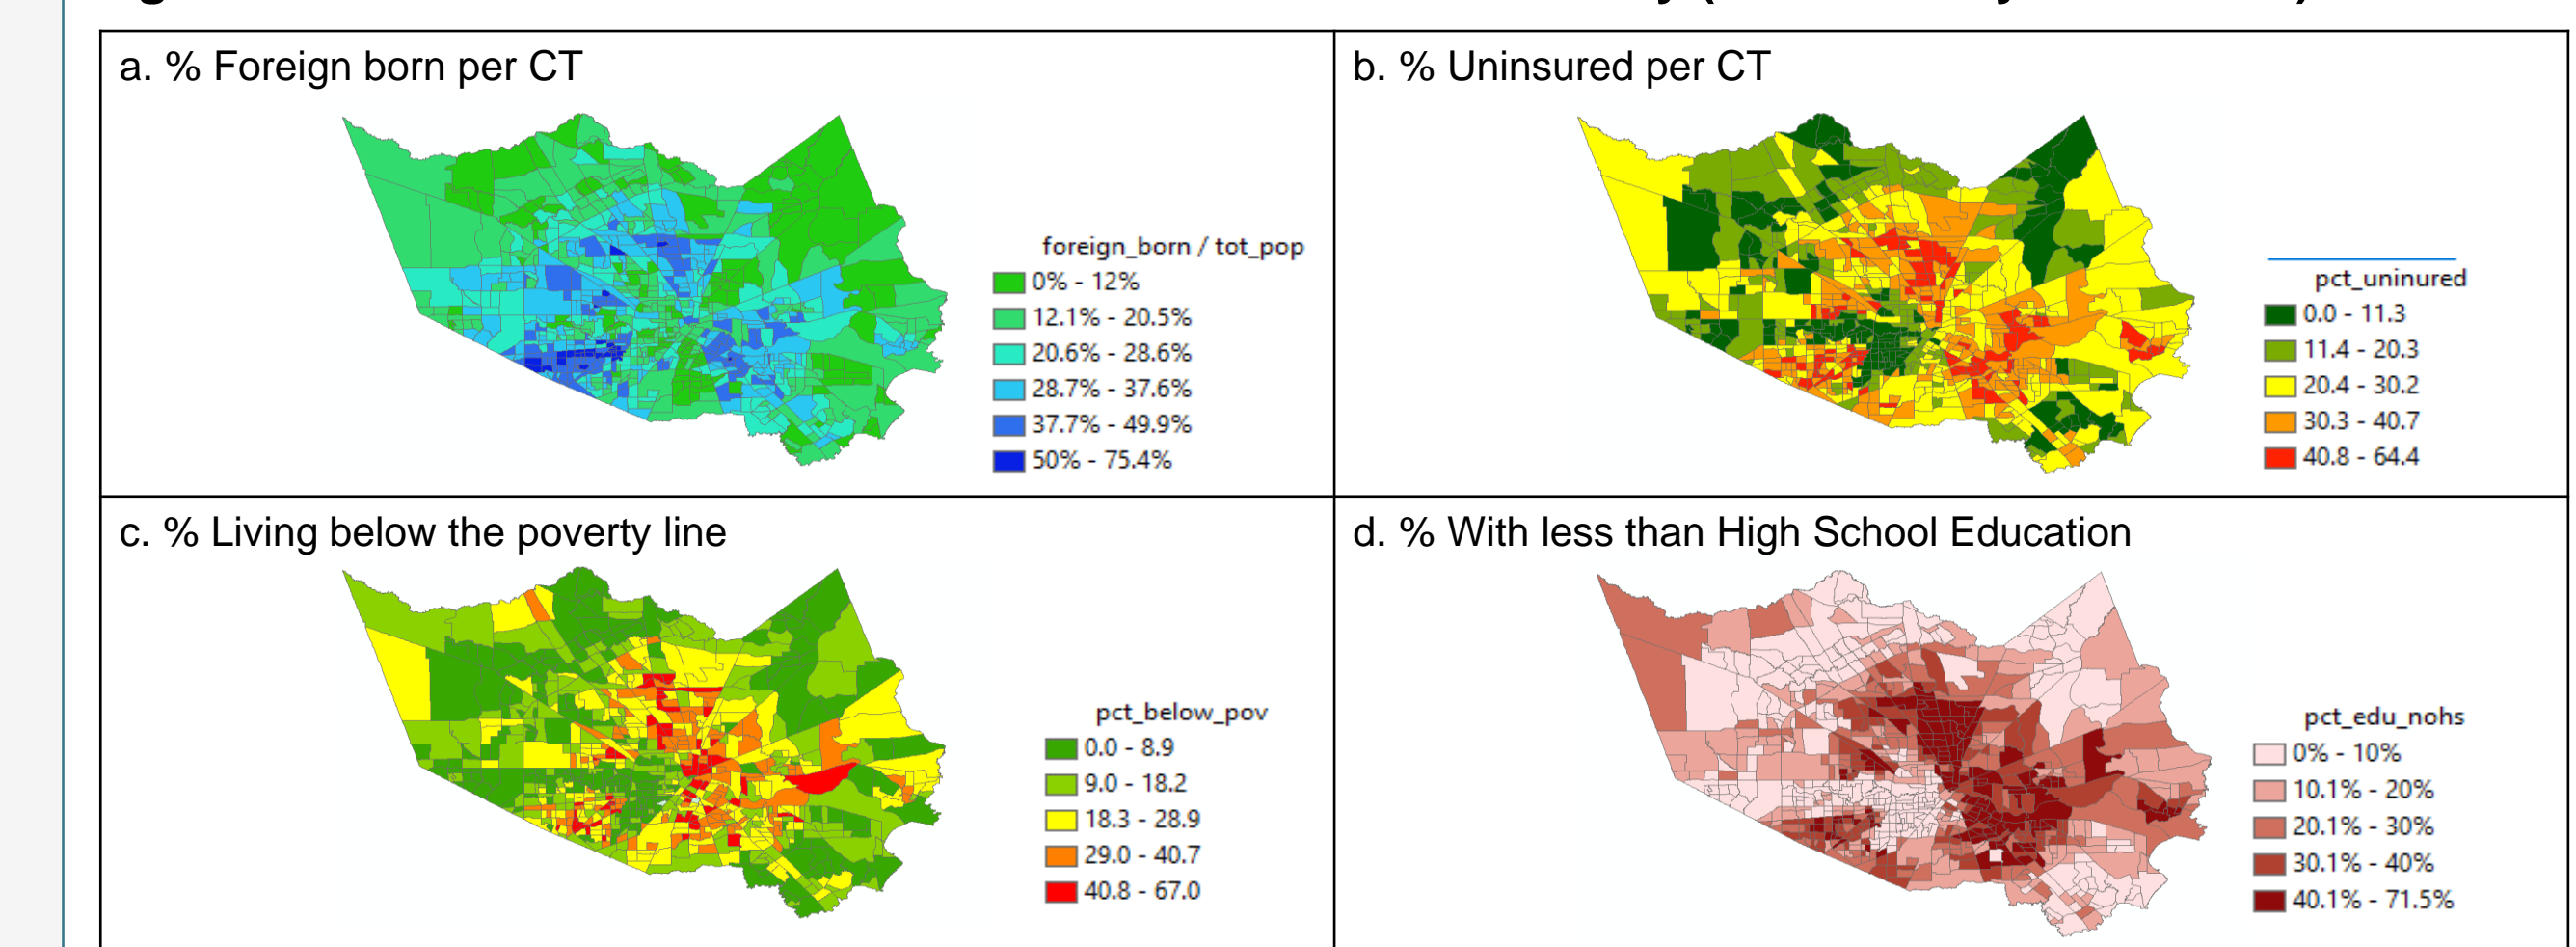 a. % Foreign born per CT
foreign_born / tot_pop
0% - 12%
12.1% - 20.5%
20.6% - 28.6%
28.7% - 37.6%
37.7% - 49.9%
50% - 75.4%
b. % Uninsured per CT
pct_uninured
0.0 - 11.3
11.4 - 20.3
20.4 - 30.2
30.3 - 40.7
40.8 - 64.4
c. % Living below the poverty line
pct_below_pov
0.0 - 8.9
9.0 - 18.2
18.3 - 28.9
29.0 - 40.7
40.8 - 67.0
d. % With less than High School Education
pct_edu_nohs
0% - 10%
10.1% - 20%
20.1% - 30%
30.1% - 40%
40.1% - 71.5%